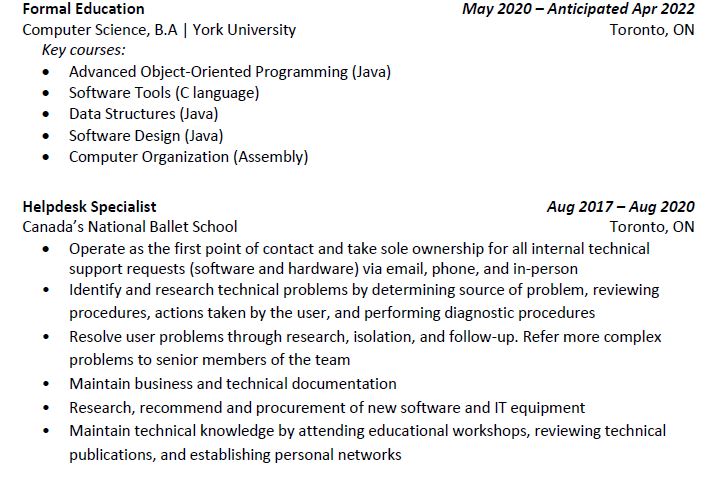 Formal Education May 2020 – Anticipated Apr 2022
Computer Science, B.A | York University Toronto, ON
Key courses:
• Advanced Object-Oriented Programming (Java)
• Software Tools (C language)
• Data Structures (Java)
• Software Design (Java)
• Computer Organization (Assembly)
Helpdesk Specialist Aug 2017 – Aug 2020
Canada’s National Ballet School Toronto, ON
• Operate as the first point of contact and take sole ownership for all internal technical
support requests (software and hardware) via email, phone, and in-person
• Identify and research technical problems by determining source of problem, reviewing
procedures, actions taken by the user, and performing diagnostic procedures
• Resolve user problems through research, isolation, and follow-up. Refer more complex
problems to senior members of the team
• Maintain business and technical documentation
• Research, recommend and procurement of new software and IT equipment
• Maintain technical knowledge by attending educational workshops, reviewing technical
publications, and establishing personal networks